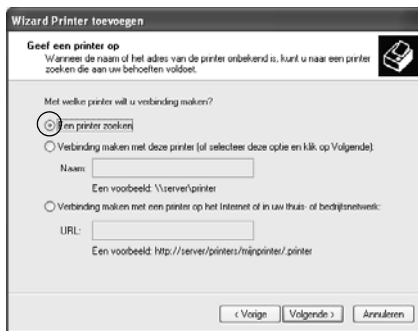 Wizard Printer toevoegen
Geef een printer op
Wanneer de naam of het adres van de printer onbekend is, kunt u naar een printer
zoeken die aan uw behoeften voldoet.
Met welke printer wilt u verbinding maken?
Een printer zoeken
Verbinding maken met deze printer (of selecteer deze optie en klik op Volgende):
Naam:
Een voorbeeld: \\server\printer
Verbinding maken met een printer op het Internet of in uw thuis- of bedrijfsnetwerk:
URL:
Een voorbeeld: http://server/printers/mijnprinter/.printer
< Vorige
Volgende >
Annuleren